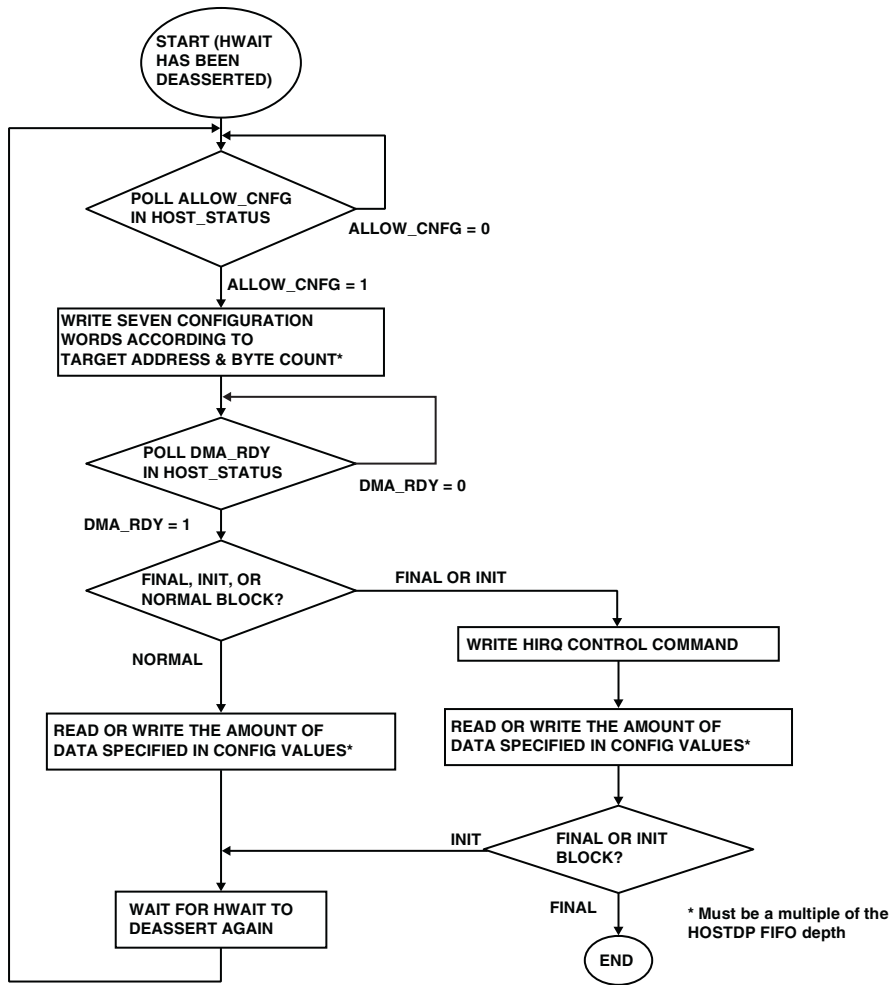 START (HWAIT
HAS BEEN
DEASSERTED)
POLL ALLOW_CNFG
IN HOST_STATUS
ALLOW_CNFG = 0
ALLOW_CNFG = 1
WRITE SEVEN CONFIGURATION
WORDS ACCORDING TO
TARGET ADDRESS & BYTE COUNT*
POLL DMA_RDY
IN HOST_STATUS
DMA_RDY = 0
DMA_RDY = 1
FINAL, INIT, OR
NORMAL BLOCK?
FINAL OR INIT
NORMAL
WRITE HIRQ CONTROL COMMAND
READ OR WRITE THE AMOUNT OF
DATA SPECIFIED IN CONFIG VALUES*
READ OR WRITE THE AMOUNT OF
DATA SPECIFIED IN CONFIG VALUES*
INIT
FINAL OR INIT
BLOCK?
WAIT FOR HWAIT TO
DEASSERT AGAIN
FINAL
END
* Must be a multiple of the
HOSTDP FIFO depth